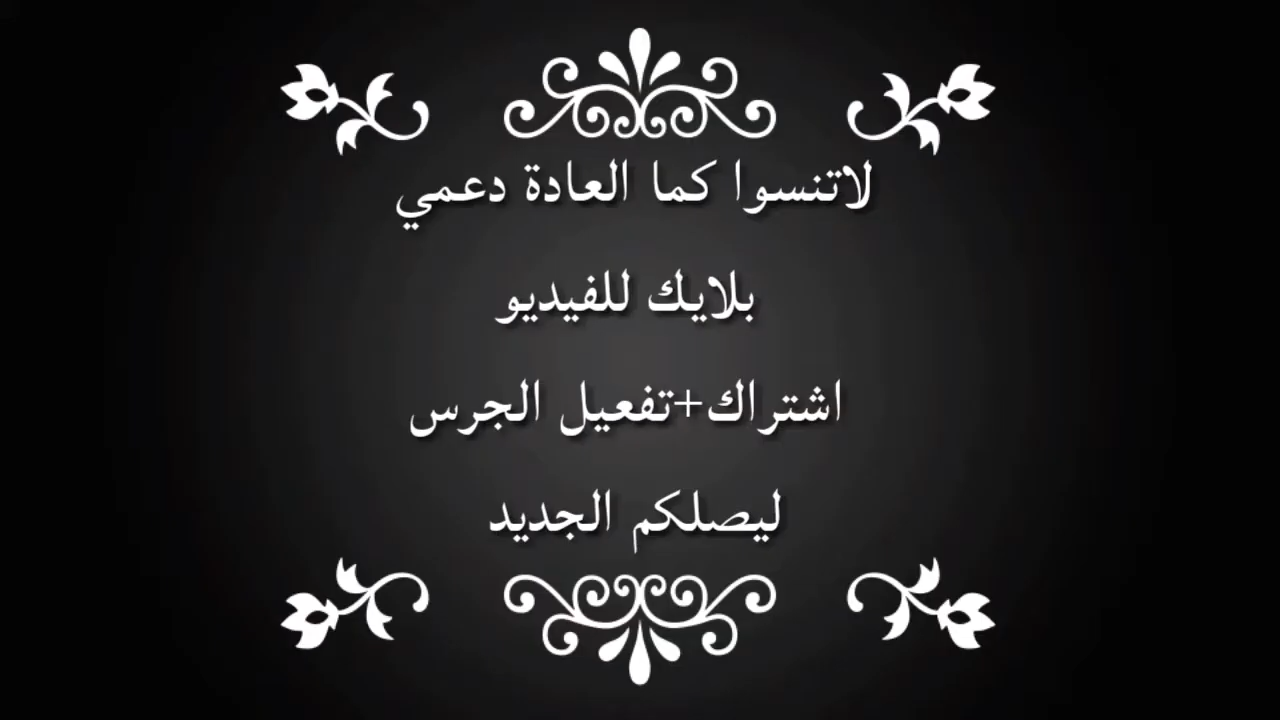 لاتنسوا كما العادة دعمي
بلايك للفيديو
اشتراك+تفعيل الجرس
ليصلكم الجديد